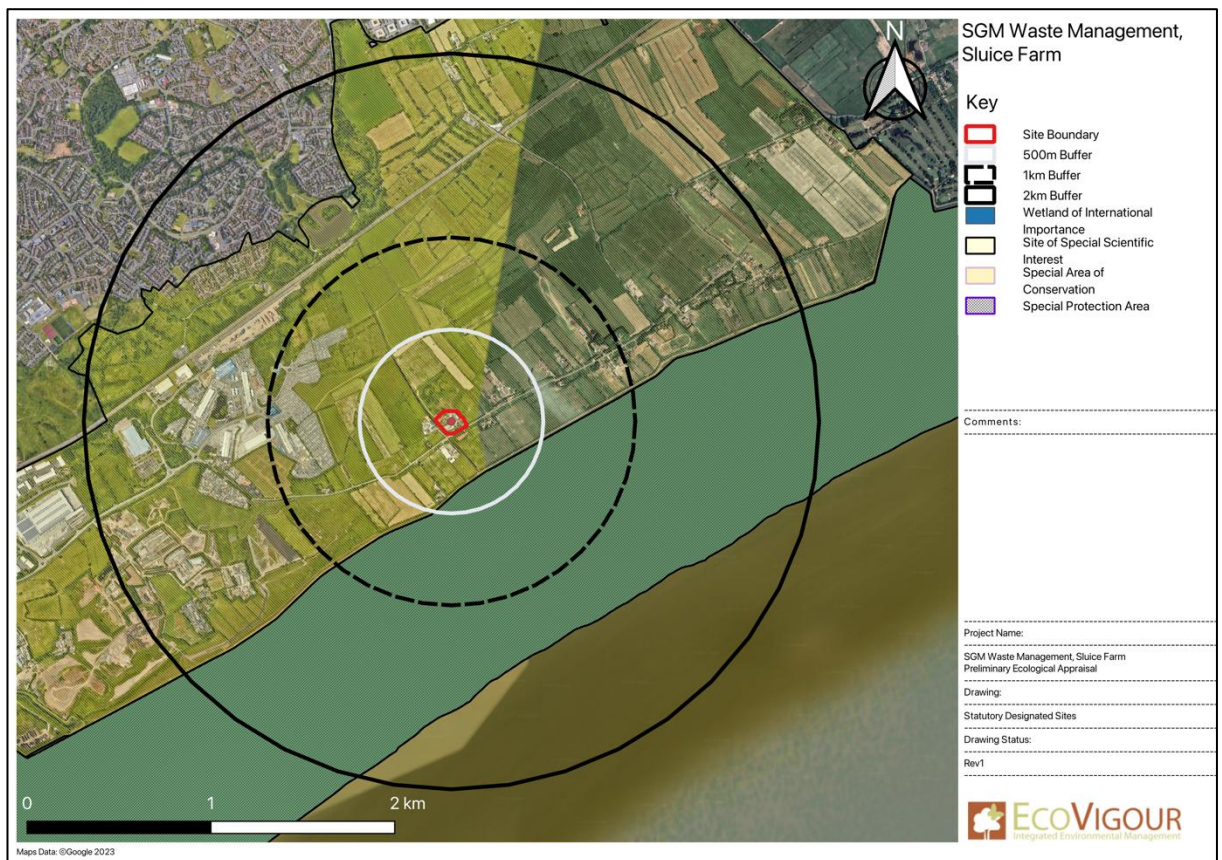 SGM Waste Management,
Sluice Farm
N
Key
Site Boundary
500m Buffer
1km Buffer
2km Buffer
Wetland of International
Importance
Site of Special Scientific
Interest
Special Area of
Conservation
Special Protection Area
Comments:
Project Name:
SGM Waste Management, Sluice Farm
Preliminary Ecological Appraisal
Drawing:
Statutory Designated Sites
Drawing Status:
Rev1
ECOVIGOUR
Integrated Environmental Management
0 1 2 km
Maps Data: ©Google 2023